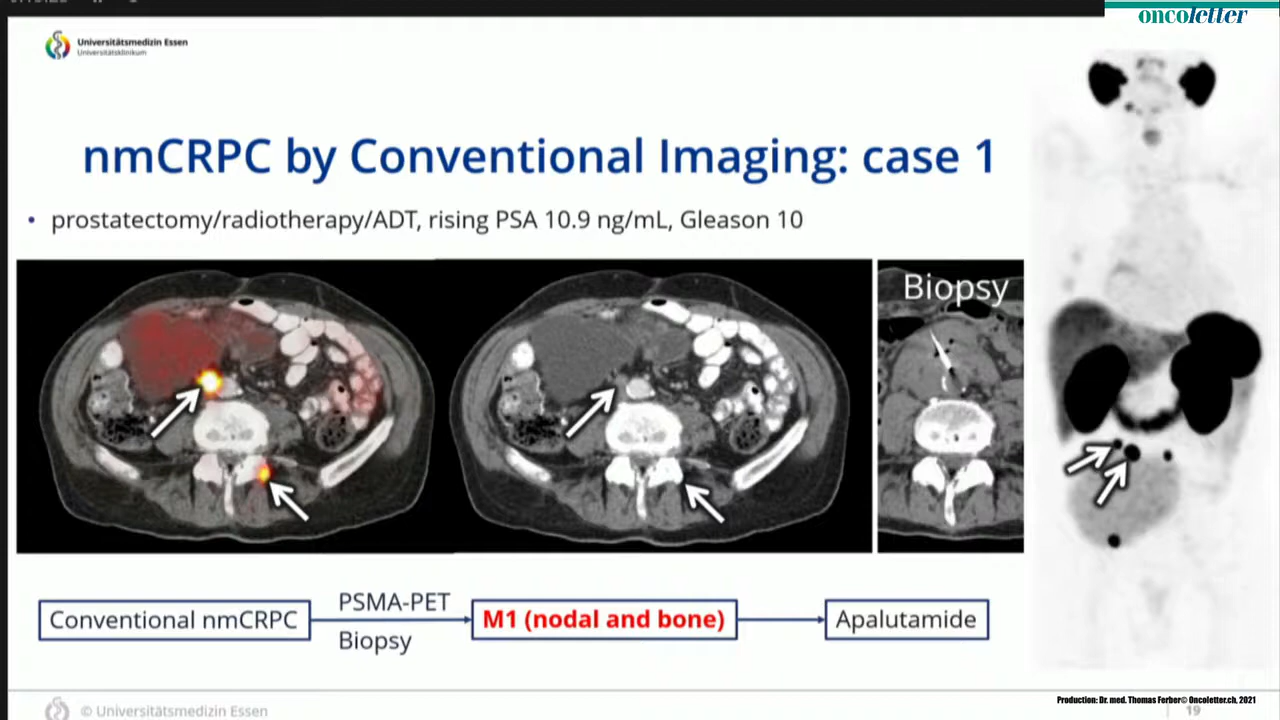 oncoletter
Universitätsmedizin Essen
Universitätsklinikum
nmCRPC by Conventional Imaging: case 1
• prostatectomy/radiotherapy/ADT, rising PSA 10.9 ng/mL, Gleason 10
Biopsy
PSMA-PET
Conventional nmCRPC
M1 (nodal and bone)
Apalutamide
Biopsy
Production: Dr. med. Thomas Ferber© Oncoletter.ch, 2021
© Universitätsmedizin Essen
19